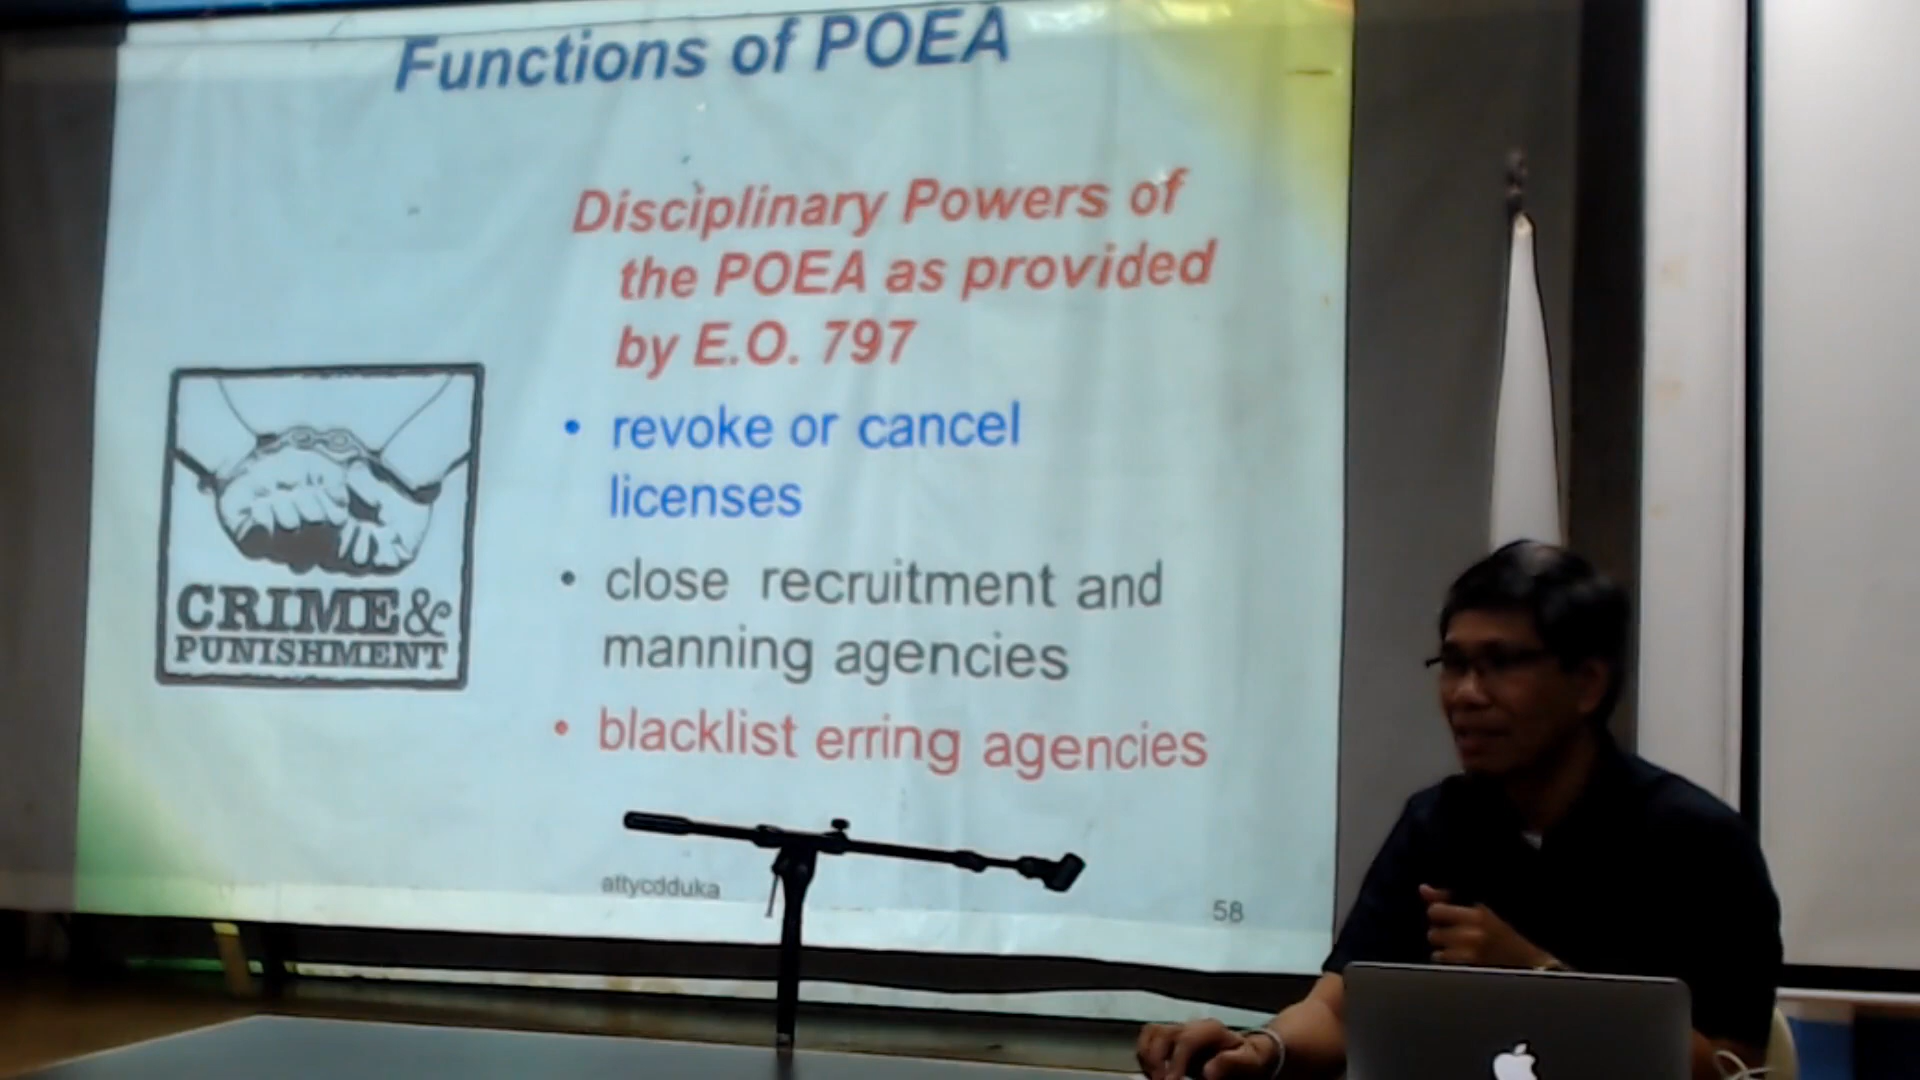 Functions of POEA
Disciplinary Powers of
the POEA as provided
by E.O. 797
• revoke or cancel
licenses
• close recruitment and
manning agencies
• blacklist erring agencies
CRIME &
PUNISHMENT
attycdduka
58